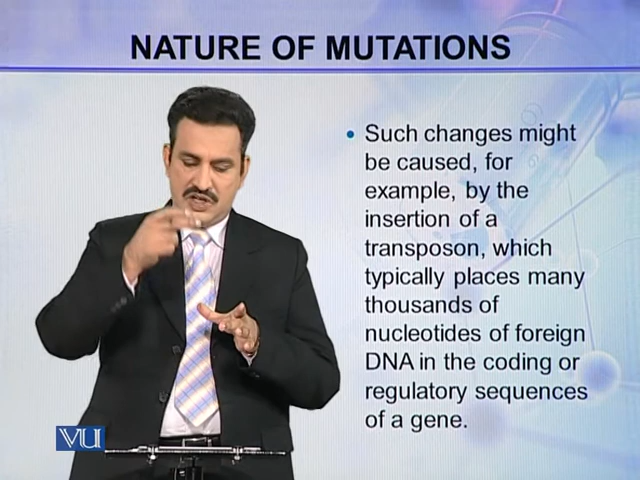 NATURE OF MUTATIONS
• Such changes might
be caused, for
example, by the
insertion of a
transposon, which
typically places many
thousands of
nucleotides of foreign
DNA in the coding or
regulatory sequences
of a gene.
VU